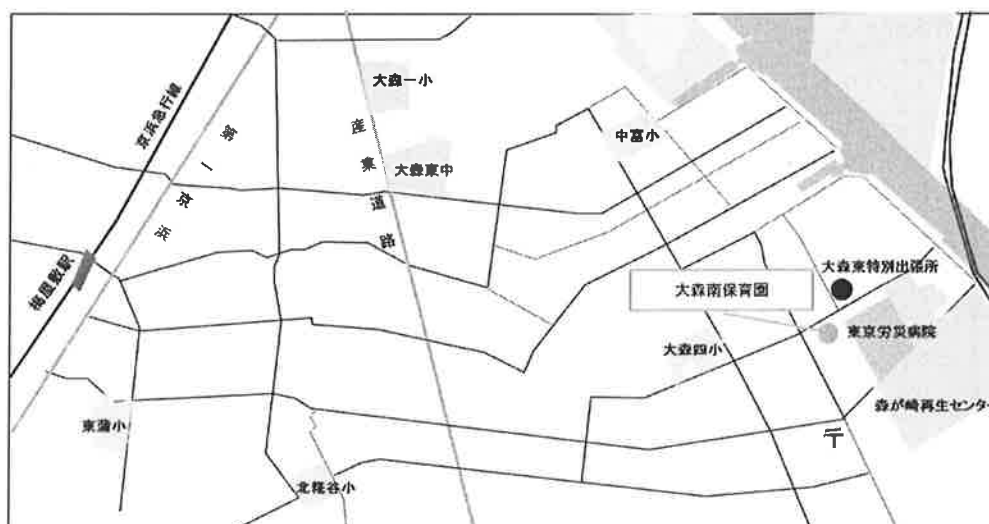 大森一小
京浜急行線
第一京浜
産業道路
中富小
大森東中
梅屋敷駅
大森東特別出張所
大森南保育園
東京労災病院
大森四小
森が崎再生センター
東蒲小
〒
北糀谷小